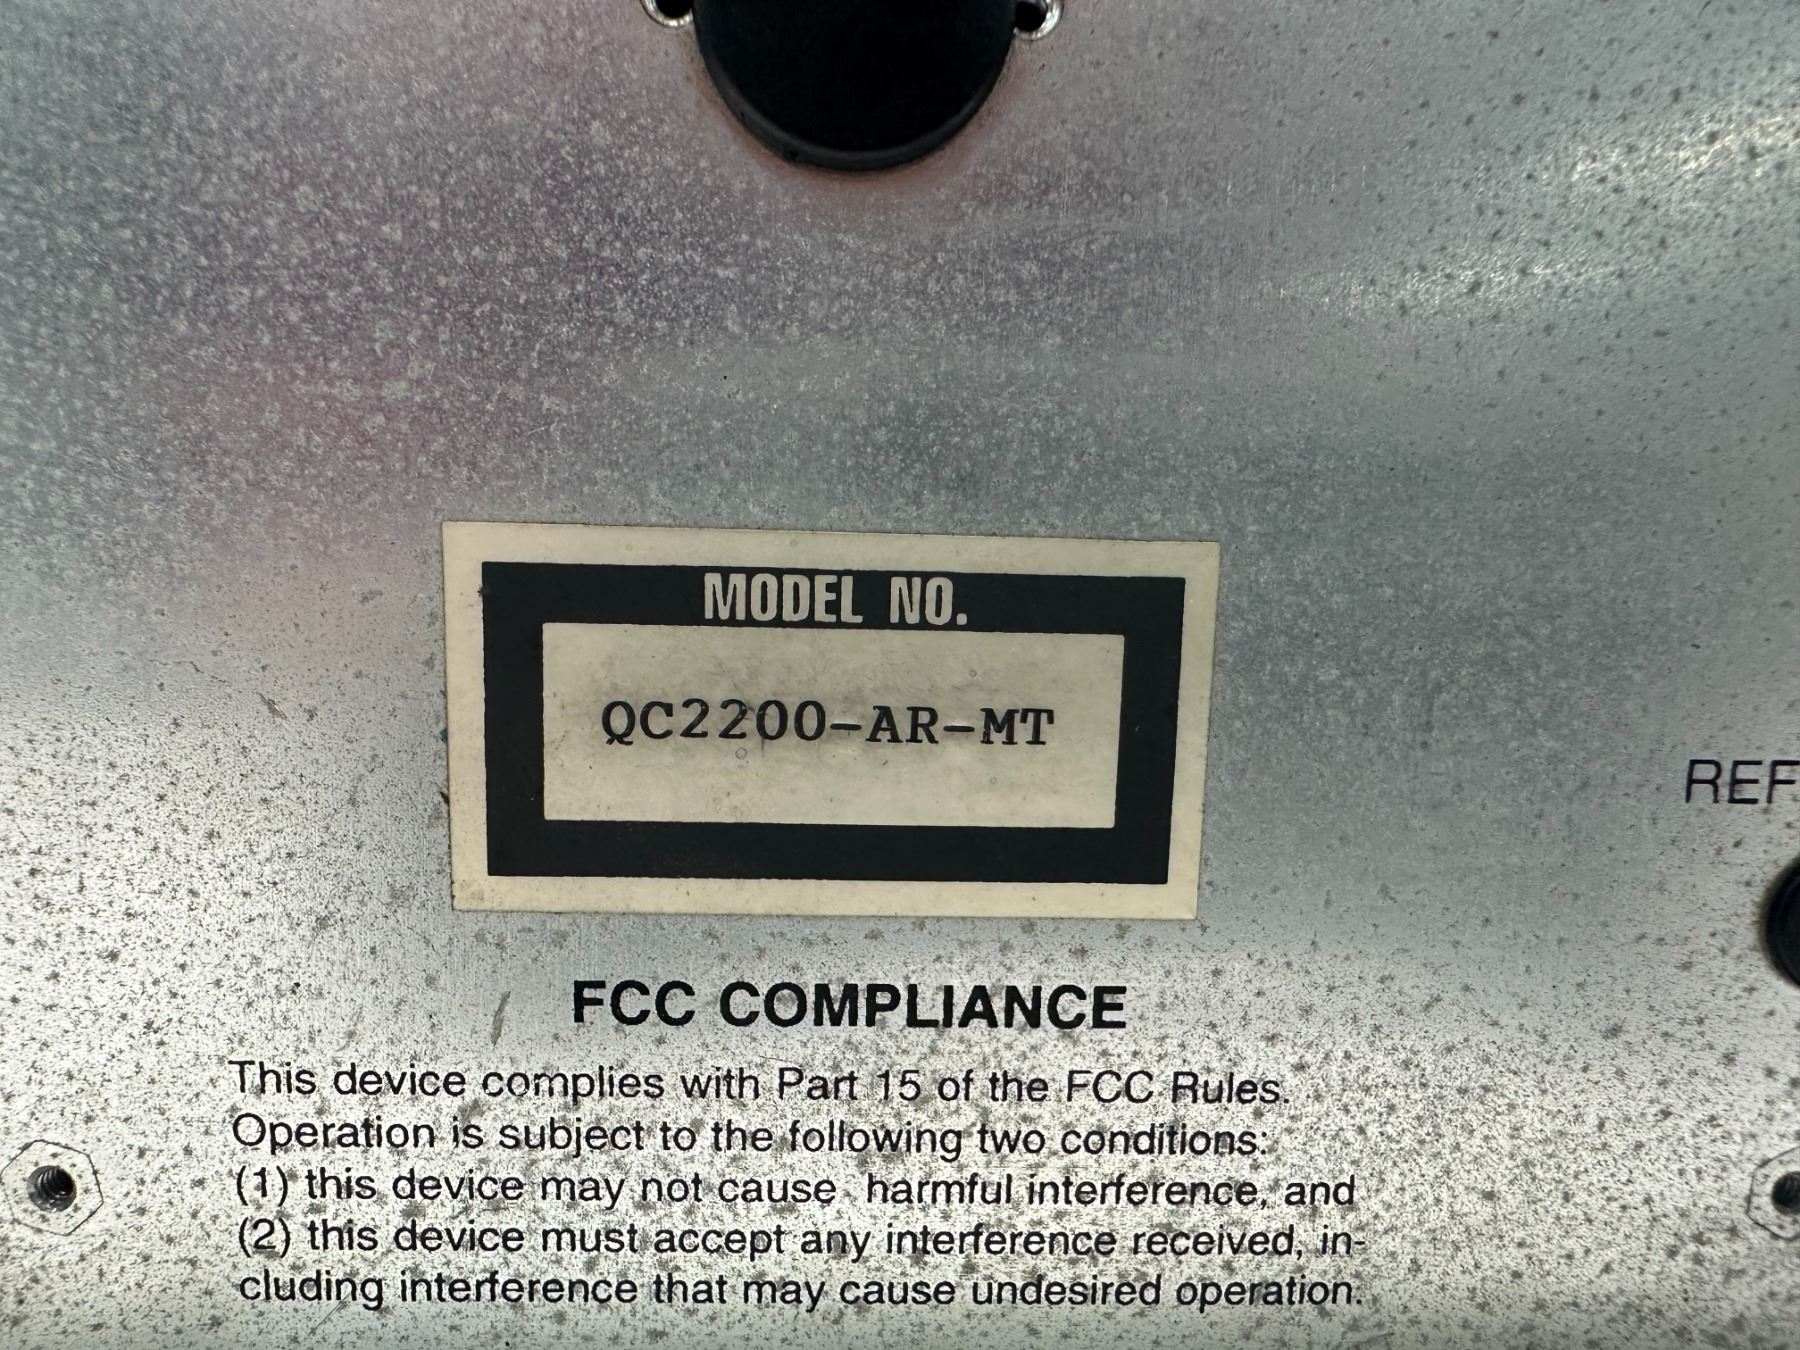 MODEL NO.
QC2200-AR-MT
REF
FCC COMPLIANCE
This device complies with Part 15 of the FCC Rules.
Operation is subject to the following two conditions:
(1) this device may not cause harmful interference, and
(2) this device must accept any interference received, in-
cluding interference that may cause undesired operation.